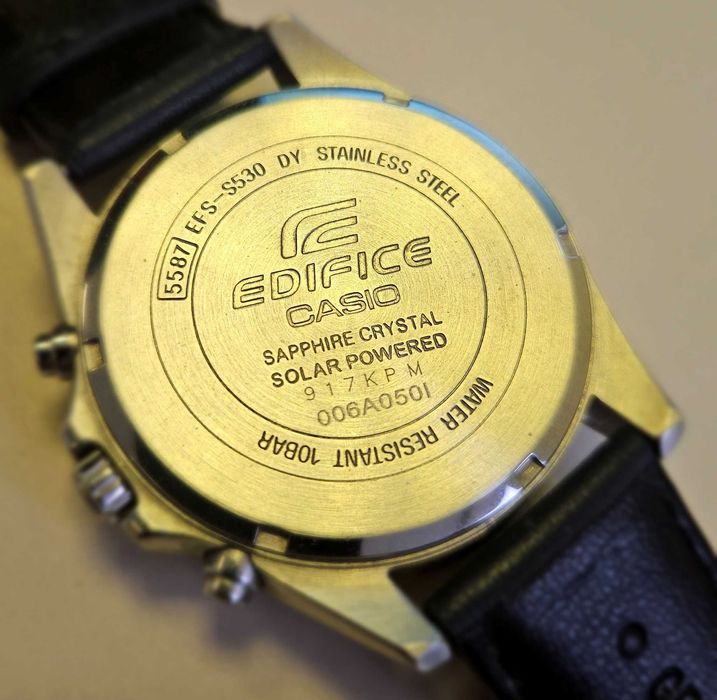 5587 EFS-S530 DY STAINLESS STEEL
EDIFICE
CASIO
SAPPHIRE CRYSTAL
SOLAR POWERED
917KPM
006A050I
WATER RESISTANT 10BAR